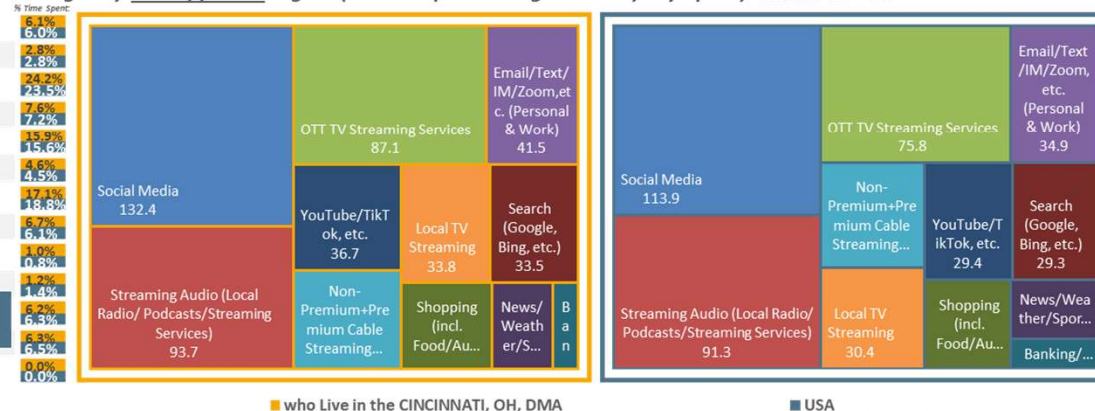 % Time Spent:
6.1%
6.0%
2.8%
2.8%
24.2%
23.5%
7.6%
7.2%
15.9%
15.6%
4.6%
4.5%
17.1%
18.8%
6.7%
6.1%
1.0%
0.8%
1.2%
1.4%
6.2%
6.3%
6.3%
6.5%
0.0%
0.0%
Social Media
132.4
OTT TV Streaming Services
87.1
Email/Text/
IM/Zoom,et
c. (Personal
& Work)
41.5
Streaming Audio (Local
Radio/ Podcasts/Streaming
Services)
93.7
YouTube/TikT
ok, etc.
36.7
Local TV
Streaming
33.8
Search
(Google,
Bing, etc.)
33.5
Non-
Premium+Pre
mium Cable
Streaming...
Shopping
(incl.
Food/Au...
News/
Weath
er/S...
B
a
n
Social Media
113.9
OTT TV Streaming Services
75.8
Email/Text
/IM/Zoom,
etc.
(Personal
& Work)
34.9
Streaming Audio (Local Radio/
Podcasts/Streaming Services)
91.3
Non-
Premium+Pre
mium Cable
Streaming...
YouTube/T
ikTok, etc.
29.4
Search
(Google,
Bing, etc.)
29.3
Local TV
Streaming
30.4
Shopping
(incl.
Food/Au...
News/Wea
ther/Spor...
Banking/...
who Live in the CINCINNATI, OH, DMA
USA